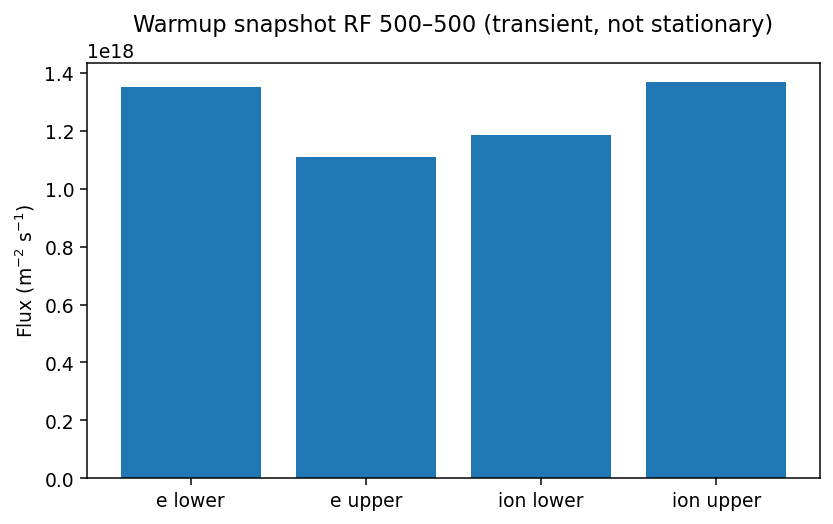 Warmup snapshot RF 500–500 (transient, not stationary)
1e18
1.4
1.2
1.0
0.8
0.6
0.4
0.2
0.0
Flux (m⁻² s⁻¹)
e lower
e upper
ion lower
ion upper